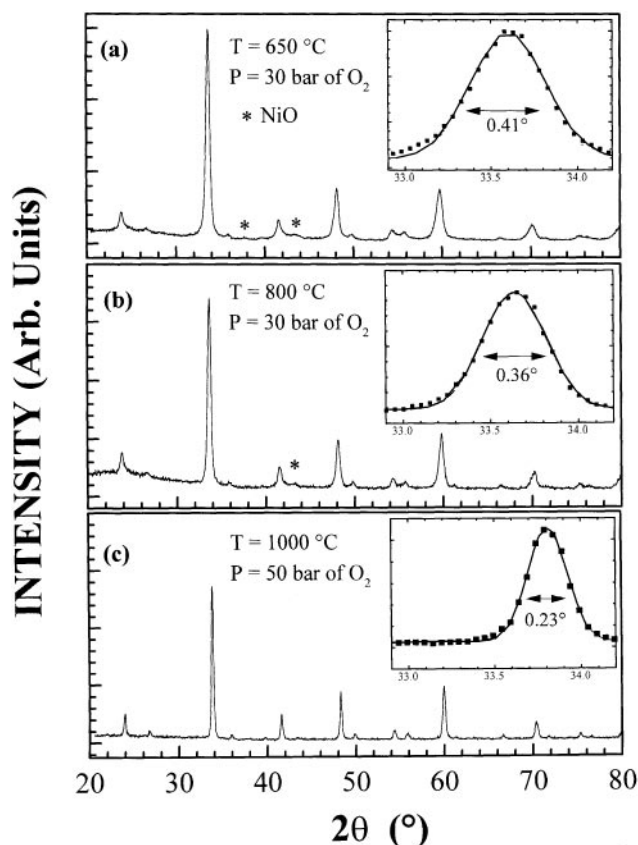 INTENSITY (Arb. Units)
(a)
T = 650 °C
P = 30 bar of O2
* NiO
*
*
0.41°
33.0 33.5 34.0
(b)
T = 800 °C
P = 30 bar of O2
*
0.36°
33.0 33.5 34.0
(c)
T = 1000 °C
P = 50 bar of O2
0.23°
33.0 33.5 34.0
20 30 40 50 60 70 80
2θ (°)